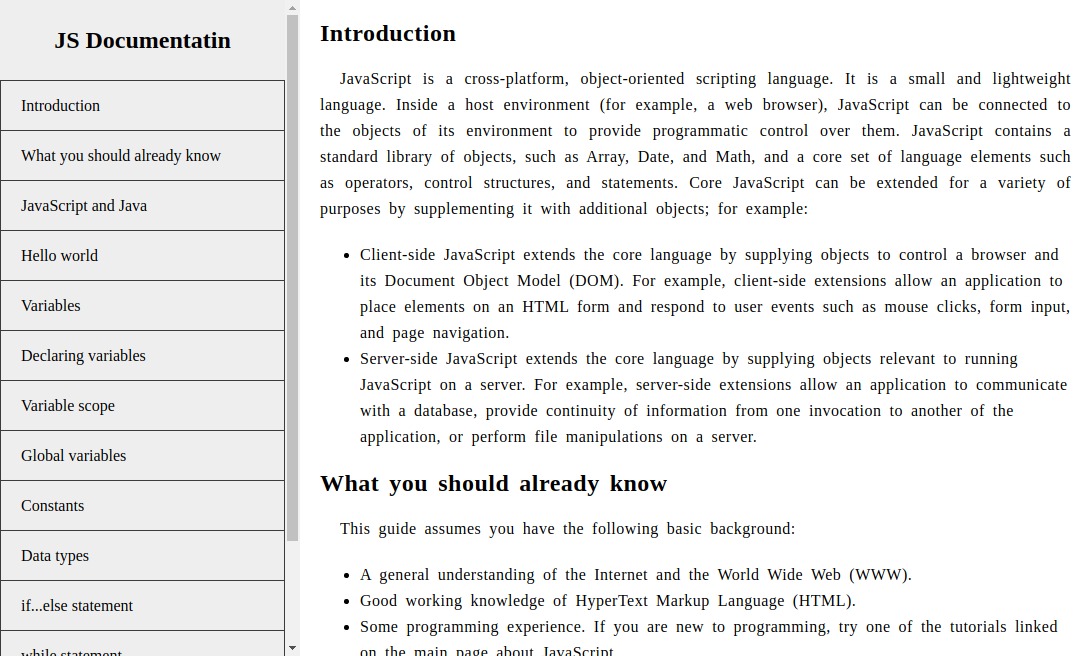 JS Documentatin
Introduction
What you should already know
JavaScript and Java
Hello world
Variables
Declaring variables
Variable scope
Global variables
Constants
Data types
if...else statement
while statement
Introduction
JavaScript is a cross-platform, object-oriented scripting language. It is a small and lightweight
language. Inside a host environment (for example, a web browser), JavaScript can be connected to
the objects of its environment to provide programmatic control over them. JavaScript contains a
standard library of objects, such as Array, Date, and Math, and a core set of language elements such
as operators, control structures, and statements. Core JavaScript can be extended for a variety of
purposes by supplementing it with additional objects; for example:
• Client-side JavaScript extends the core language by supplying objects to control a browser and
its Document Object Model (DOM). For example, client-side extensions allow an application to
place elements on an HTML form and respond to user events such as mouse clicks, form input,
and page navigation.
• Server-side JavaScript extends the core language by supplying objects relevant to running
JavaScript on a server. For example, server-side extensions allow an application to communicate
with a database, provide continuity of information from one invocation to another of the
application, or perform file manipulations on a server.
What you should already know
This guide assumes you have the following basic background:
• A general understanding of the Internet and the World Wide Web (WWW).
• Good working knowledge of HyperText Markup Language (HTML).
• Some programming experience. If you are new to programming, try one of the tutorials linked
on the main page about JavaScript.